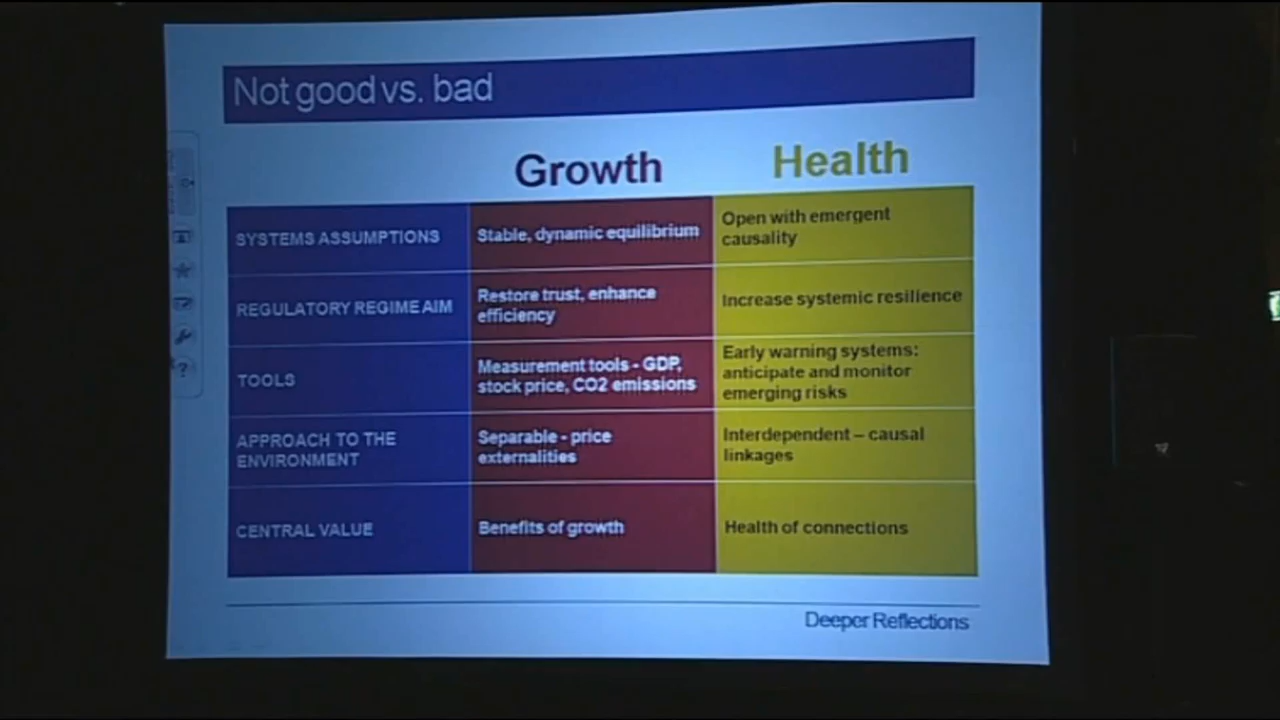 Not good vs. bad
Growth
Health
SYSTEMS ASSUMPTIONS
Stable, dynamic equilibrium
Open with emergent
causality
REGULATORY REGIME AIM
Restore trust, enhance
efficiency
Increase systemic resilience
TOOLS
Measurement tools - GDP,
stock price, CO2 emissions
Early warning systems:
anticipate and monitor
emerging risks
APPROACH TO THE
ENVIRONMENT
Separable - price
externalities
Interdependent – causal
linkages
CENTRAL VALUE
Benefits of growth
Health of connections
Deeper Reflections